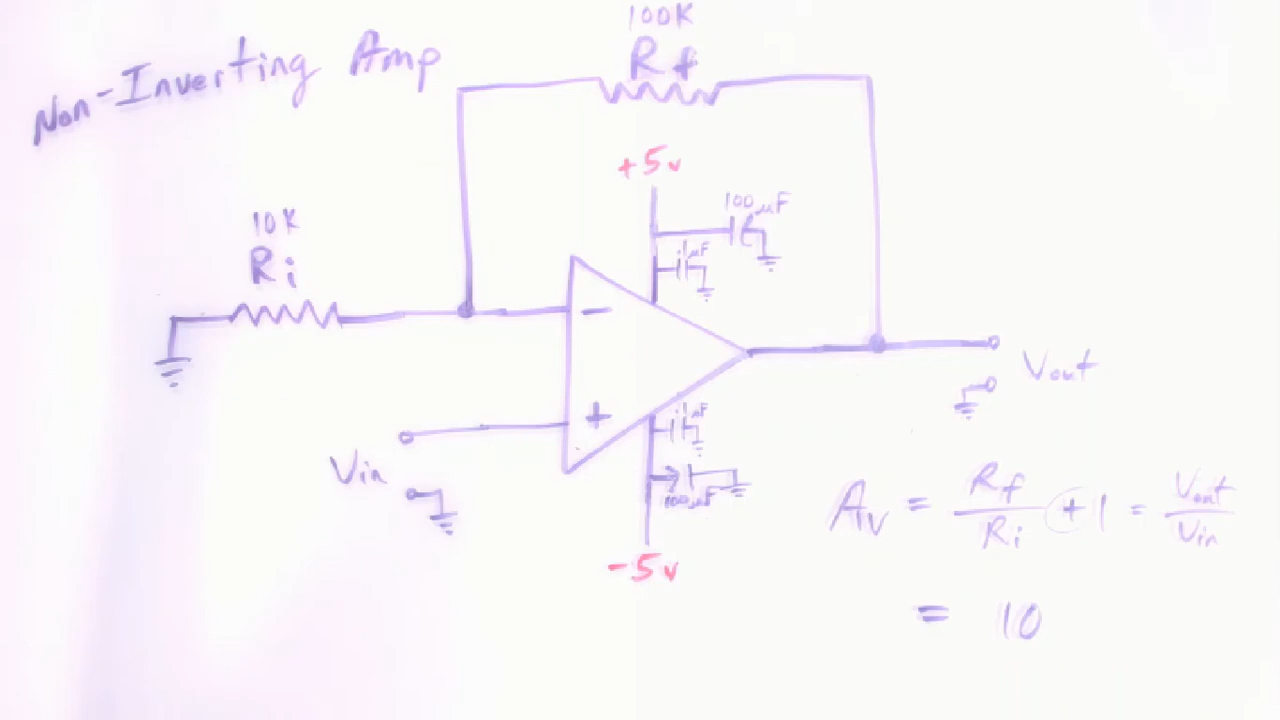 Non-Inverting Amp
100K
Rf
+5v
100µF
.1µF
10K
Ri
-
+
Vin
.1µF
100µF
-5v
Vout
Av = Rf/Ri + 1 = Vout/Vin
= 10